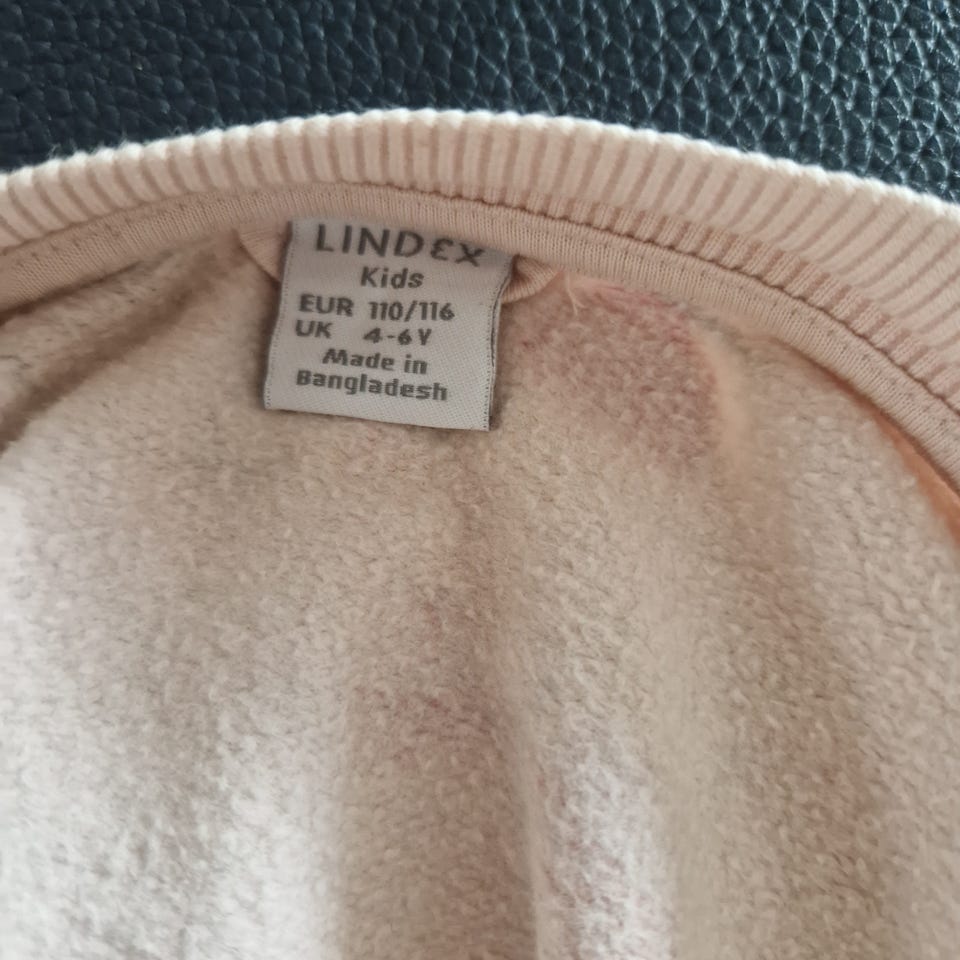 LINDEX
Kids
EUR 110/116
UK 4-6Y
Made in
Bangladesh